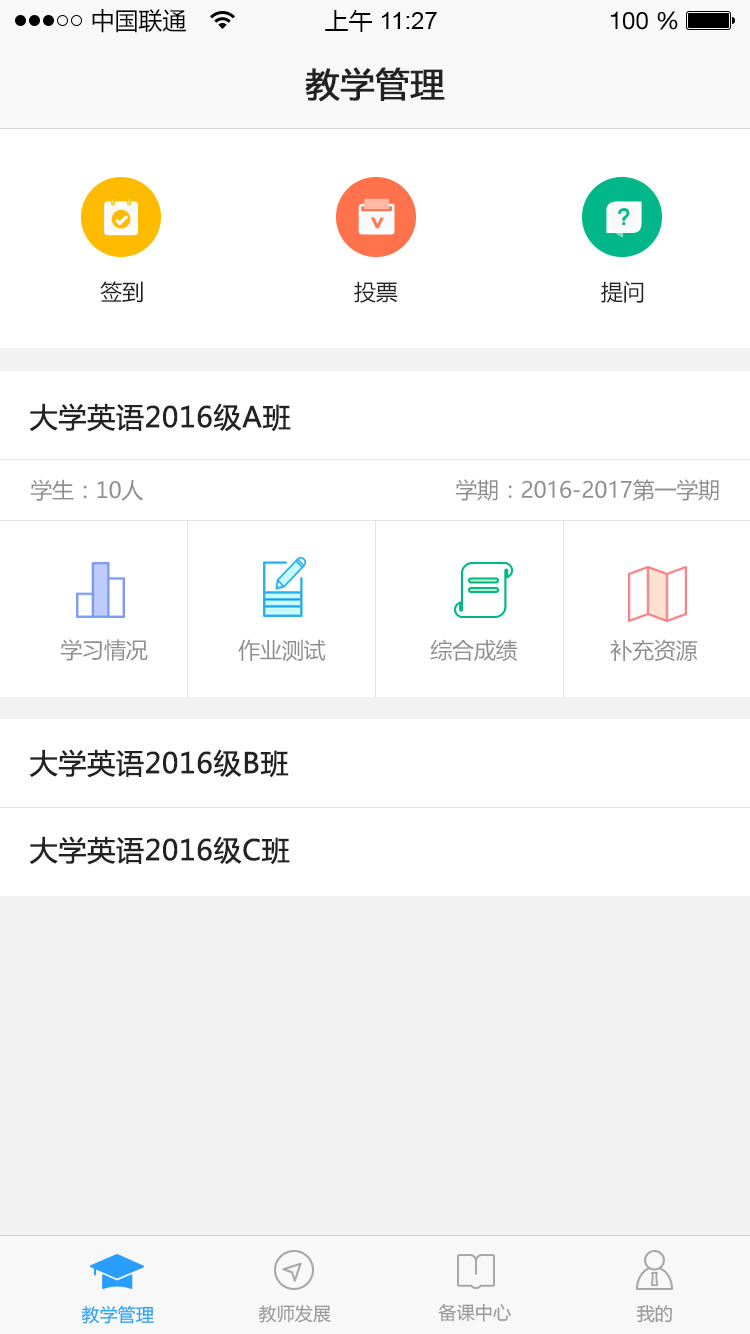 中国联通 上午 11:27 100 %
教学管理
签到 投票 提问
大学英语2016级A班
学生：10人 学期：2016-2017第一学期
学习情况 作业测试 综合成绩 补充资源
大学英语2016级B班
大学英语2016级C班
教学管理 教师发展 备课中心 我的